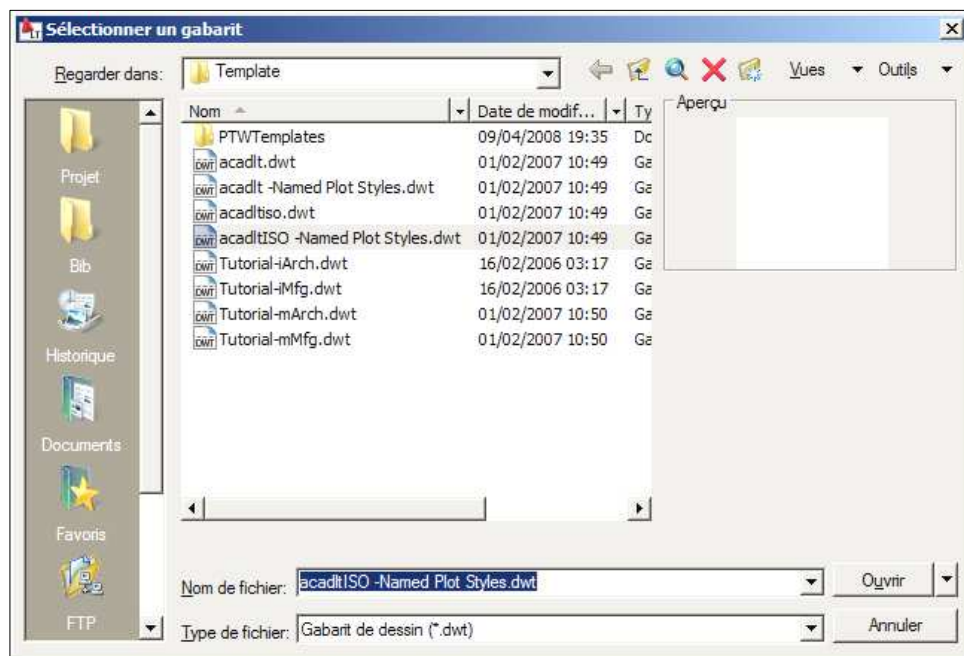 Sélectionner un gabarit
Regarder dans: Template Vues Outils
Nom Date de modif... Ty Aperçu
PTWTemplates 09/04/2008 19:35 Do
acadlt.dwt 01/02/2007 10:49 Ga
acadlt -Named Plot Styles.dwt 01/02/2007 10:49 Ga
acadltiso.dwt 01/02/2007 10:49 Ga
acadltISO -Named Plot Styles.dwt 01/02/2007 10:49 Ga
Tutorial-iArch.dwt 16/02/2006 03:17 Ga
Tutorial-iMfg.dwt 16/02/2006 03:17 Ga
Tutorial-mArch.dwt 01/02/2007 10:50 Ga
Tutorial-mMfg.dwt 01/02/2007 10:50 Ga
Projet
Bib
Historique
Documents
Favoris
FTP
Nom de fichier: acadltISO -Named Plot Styles.dwt Ouvrir
Type de fichier: Gabarit de dessin (*.dwt) Annuler